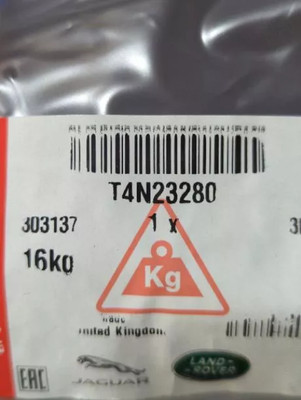 T4N23280
303137 1 x
16kg
Kg
United Kingdom
EAC JAGUAR LAND-ROVER